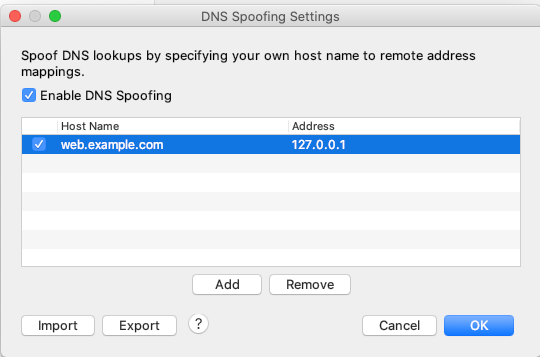 DNS Spoofing Settings
Spoof DNS lookups by specifying your own host name to remote address
mappings.
Enable DNS Spoofing
Host Name Address
web.example.com 127.0.0.1
Add Remove
Import Export ? Cancel OK